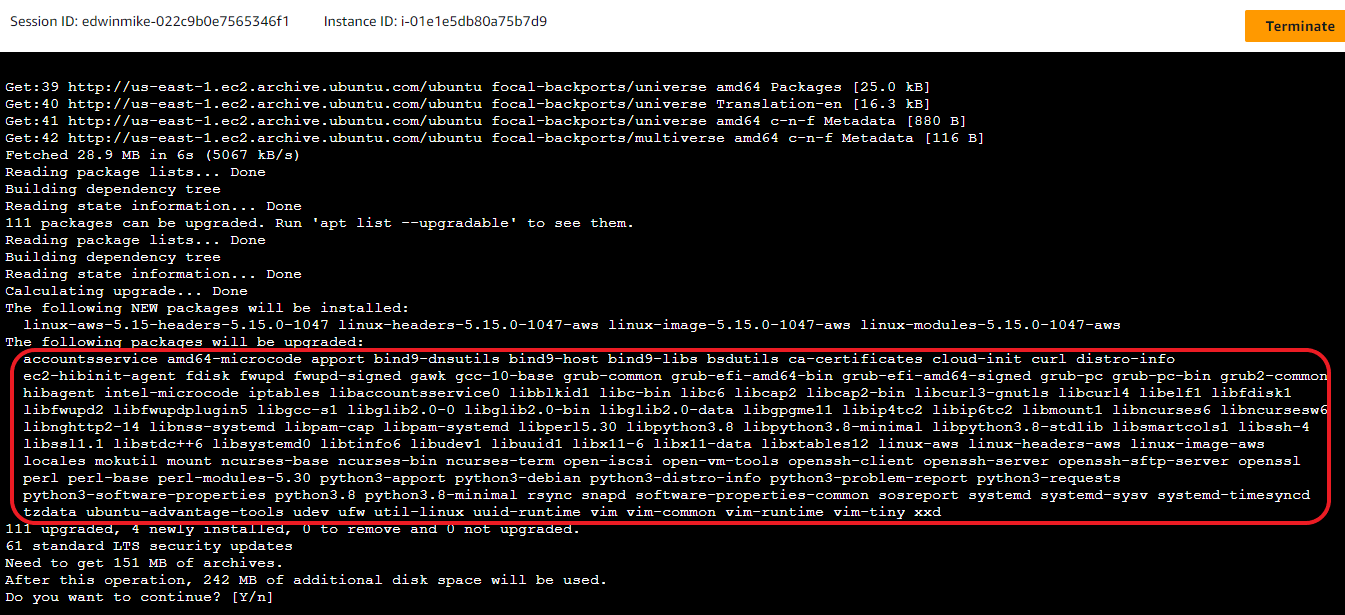 Session ID: edwinmike-022c9b0e7565346f1 Instance ID: i-01e1e5db80a75b7d9
Terminate
Get:39 http://us-east-1.ec2.archive.ubuntu.com/ubuntu focal-backports/universe amd64 Packages [25.0 kB]
Get:40 http://us-east-1.ec2.archive.ubuntu.com/ubuntu focal-backports/universe Translation-en [16.3 kB]
Get:41 http://us-east-1.ec2.archive.ubuntu.com/ubuntu focal-backports/universe amd64 c-n-f Metadata [880 B]
Get:42 http://us-east-1.ec2.archive.ubuntu.com/ubuntu focal-backports/multiverse amd64 c-n-f Metadata [116 B]
Fetched 28.9 MB in 6s (5067 kB/s)
Reading package lists... Done
Building dependency tree
Reading state information... Done
111 packages can be upgraded. Run 'apt list --upgradable' to see them.
Reading package lists... Done
Building dependency tree
Reading state information... Done
Calculating upgrade... Done
The following NEW packages will be installed:
linux-aws-5.15-headers-5.15.0-1047 linux-headers-5.15.0-1047-aws linux-image-5.15.0-1047-aws linux-modules-5.15.0-1047-aws
The following packages will be upgraded:
accountsservice amd64-microcode apport bind9-dnsutils bind9-host bind9-libs bsdutils ca-certificates cloud-init curl distro-info
ec2-hibinit-agent fdisk fwupd fwupd-signed gawk gcc-10-base grub-common grub-efi-amd64-bin grub-efi-amd64-signed grub-pc grub-pc-bin grub2-common
hibagent intel-microcode iptables libaccountsservice0 libblkid1 libc-bin libc6 libcap2 libcap2-bin libcurl3-gnutls libcurl4 libelf1 libfdisk1
libfwupd2 libfwupdplugin5 libgcc-s1 libglib2.0-0 libglib2.0-bin libglib2.0-data libgpgme11 libip4tc2 libip6tc2 libmount1 libncurses6 libncursesw6
libnghttp2-14 libnss-systemd libpam-cap libpam-systemd libperl5.30 libpython3.8 libpython3.8-minimal libpython3.8-stdlib libsmartcols1 libssh-4
libssl1.1 libstdc++6 libsystemd0 libtinfo6 libudev1 libuuid1 libx11-6 libx11-data libxtables12 linux-aws linux-headers-aws linux-image-aws
locales mokutil mount ncurses-base ncurses-bin ncurses-term open-iscsi open-vm-tools openssh-client openssh-server openssh-sftp-server openssl
perl perl-base perl-modules-5.30 python3-apport python3-debian python3-distro-info python3-problem-report python3-requests
python3-software-properties python3.8 python3.8-minimal rsync snapd software-properties-common sosreport systemd systemd-sysv systemd-timesyncd
tzdata ubuntu-advantage-tools udev ufw util-linux uuid-runtime vim vim-common vim-runtime vim-tiny xxd
111 upgraded, 4 newly installed, 0 to remove and 0 not upgraded.
61 standard LTS security updates
Need to get 151 MB of archives.
After this operation, 242 MB of additional disk space will be used.
Do you want to continue? [Y/n]